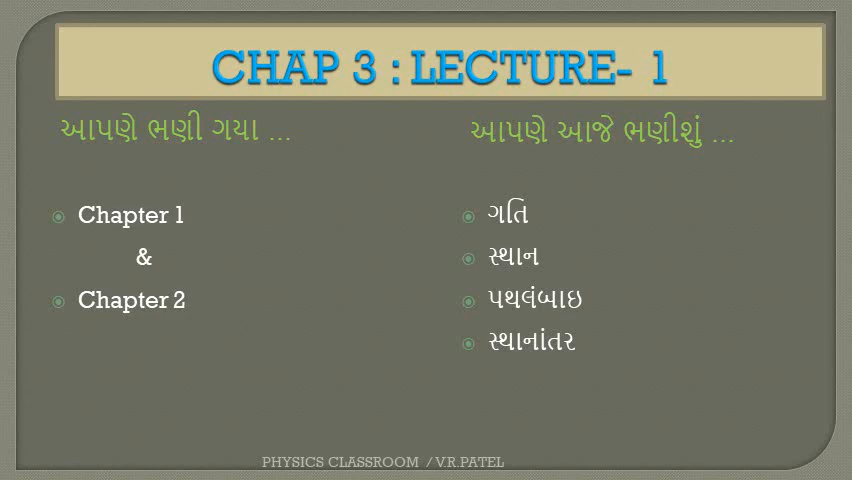 CHAP 3 : LECTURE- 1
આપણે ભણી ગયા ...
Chapter 1
&
Chapter 2
આપણે આજે ભણીશું ...
ગતિ
સ્થાન
પથલંબાઇ
સ્થાનાંતર
PHYSICS CLASSROOM / V.R.PATEL